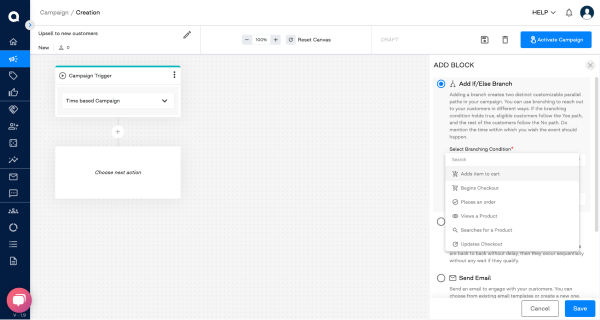 Campaign / Creation
HELP
Upsell to new customers
New
0
100%
Reset Canvas
DRAFT
Activate Campaign
Campaign Trigger
Time based Campaign
Choose next action
ADD BLOCK
Add If/Else Branch
Adding a branch creates two distinct customizable parallel
paths in your campaign. You can use branching to reach out
to your customers in different ways. If the branching
condition holds true, eligible customers follow the Yes path,
and the rest of the customers follow the No path. Do
mention the time within which you wish the event should
happen.
Select Branching Condition*
Search
Adds item to cart
Begins Checkout
Places an order
Views a Product
Searches for a Product
Updates Checkout
are back to back without delay, then they occur sequentially
without any wait if they qualify.
Send Email
Send an email to engage with your customers. You can
choose from existing email templates or create a new one.
Cancel
Save